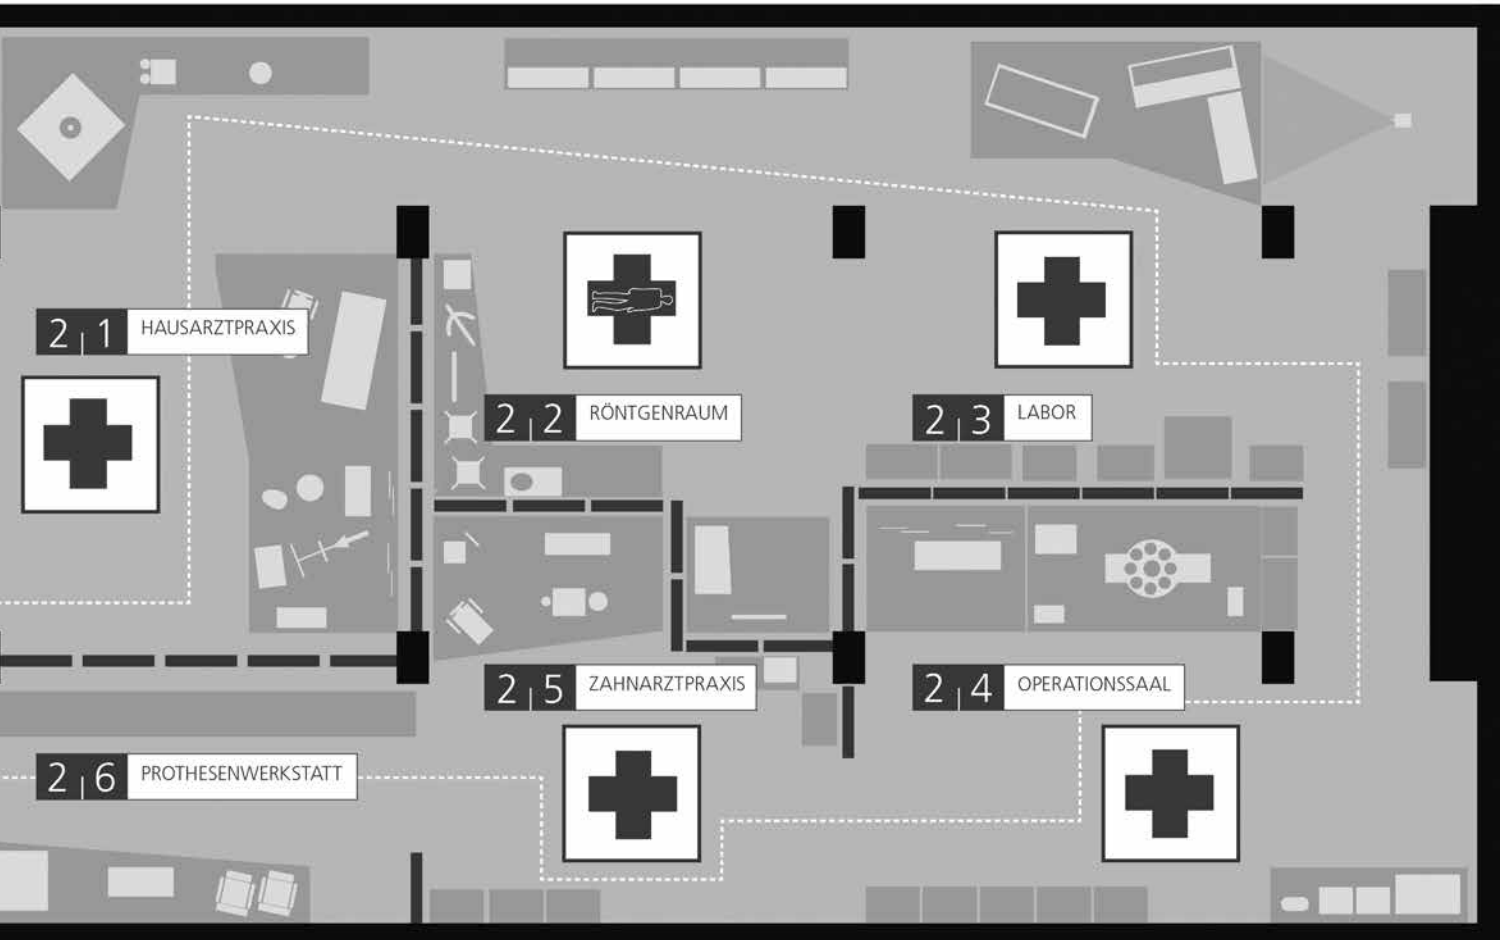 2|1 HAUSARZTPRAXIS
2|2 RÖNTGENRAUM
2|3 LABOR
2|5 ZAHNARZTPRAXIS
2|4 OPERATIONSSAAL
2|6 PROTHESENWERKSTATT